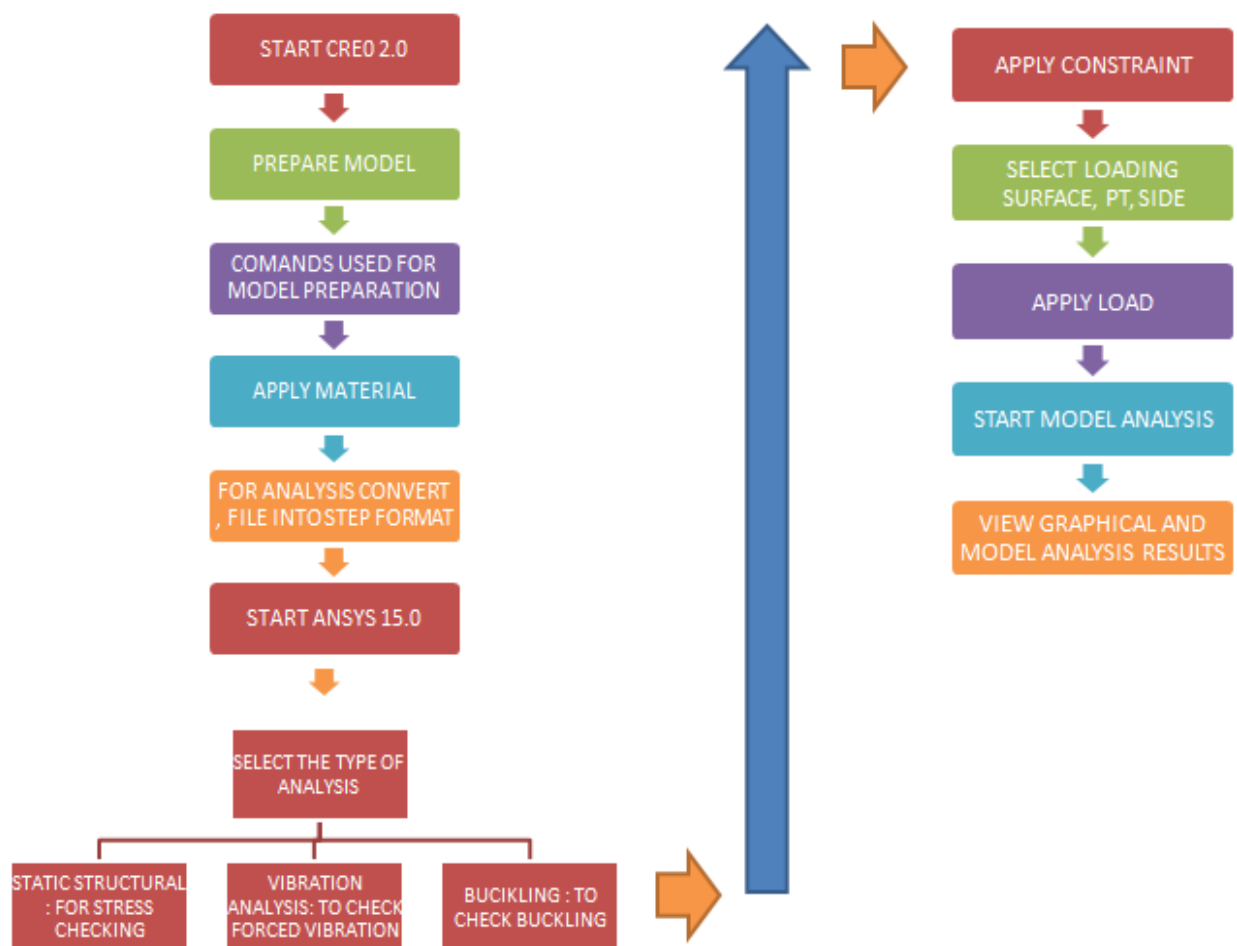 START CRE0 2.0
PREPARE MODEL
COMANDS USED FOR
MODEL PREPARATION
APPLY MATERIAL
FOR ANALYSIS CONVERT
, FILE INTO STEP FORMAT
START ANSYS 15.0
SELECT THE TYPE OF
ANALYSIS
STATIC STRUCTURAL
: FOR STRESS
CHECKING
VIBRATION
ANALYSIS: TO CHECK
FORCED VIBRATION
BUCIKLING : TO
CHECK BUCKLING
APPLY CONSTRAINT
SELECT LOADING
SURFACE, PT, SIDE
APPLY LOAD
START MODEL ANALYSIS
VIEW GRAPHICAL AND
MODEL ANALYSIS RESULTS